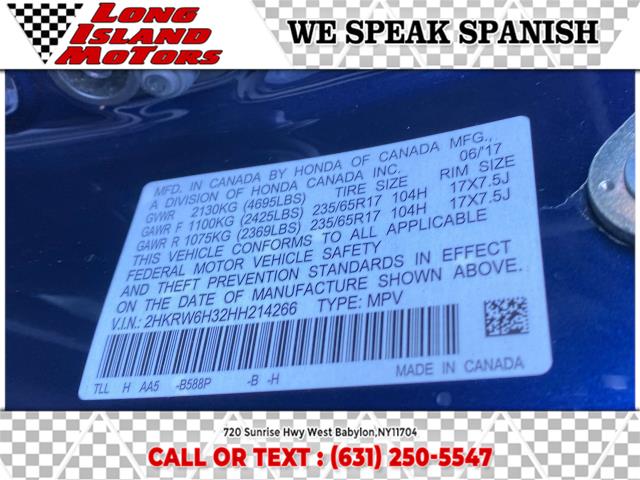 LONG
ISLAND
MOTORS
WE SPEAK SPANISH
MFD. IN CANADA BY HONDA OF CANADA MFG.,
A DIVISION OF HONDA CANADA INC. 06/'17
GVWR 2130KG (4695LBS) TIRE SIZE RIM SIZE
GAWR F 1100KG (2425LBS) 235/65R17 104H 17X7.5J
GAWR R 1075KG (2369LBS) 235/65R17 104H 17X7.5J
THIS VEHICLE CONFORMS TO ALL APPLICABLE
FEDERAL MOTOR VEHICLE SAFETY
AND THEFT PREVENTION STANDARDS IN EFFECT
ON THE DATE OF MANUFACTURE SHOWN ABOVE.
V.I.N.: 2HKRW6H32HH214266 TYPE: MPV
TLL H AA5 -B588P -B -H MADE IN CANADA
720 Sunrise Hwy West Babylon,NY11704
CALL OR TEXT : (631) 250-5547